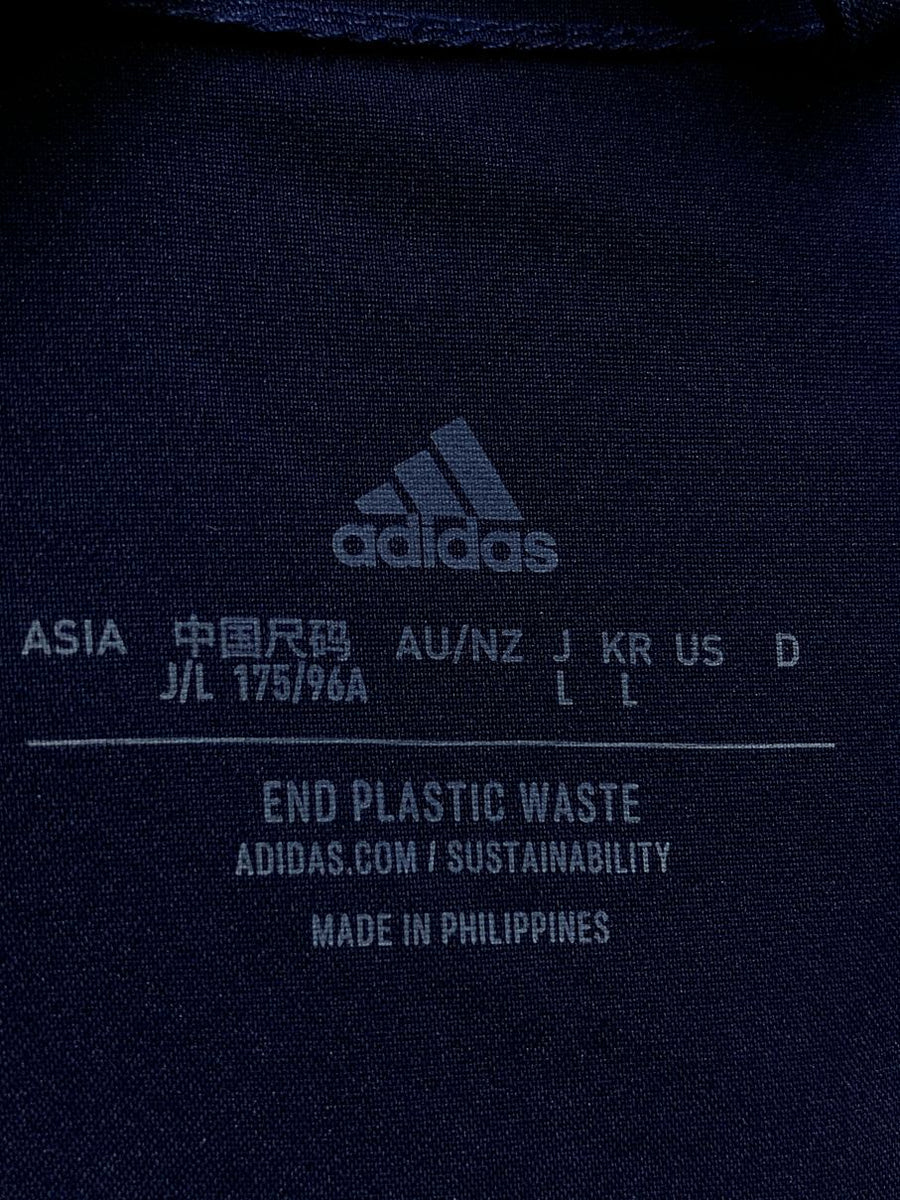 adidas
ASIA 中国尺码 AU/NZ J KR US D
J/L 175/96A L L
END PLASTIC WASTE
ADIDAS.COM / SUSTAINABILITY
MADE IN PHILIPPINES